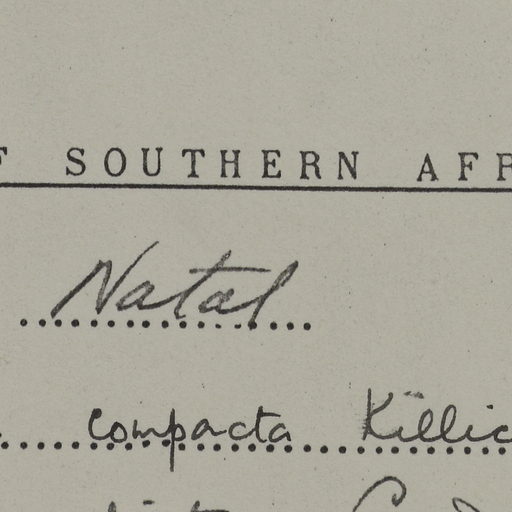 F SOUTHERN AFR
Natal
compacta Killic